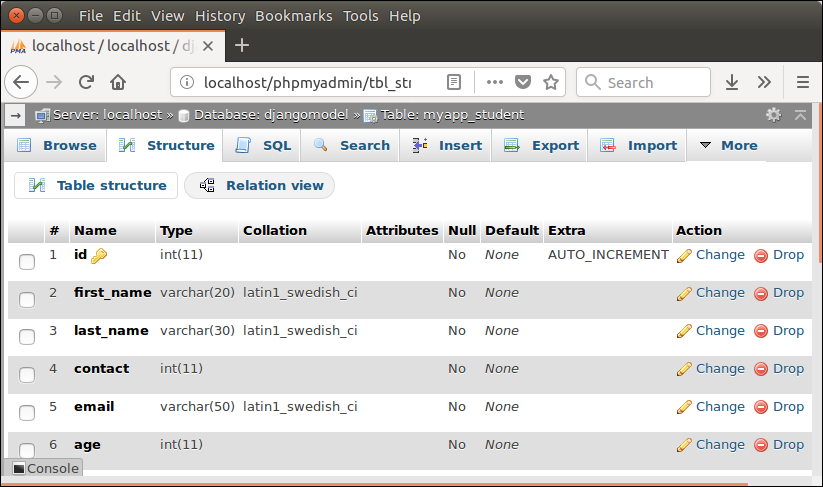 File Edit View History Bookmarks Tools Help
PMA localhost / localhost / dj
localhost/phpmyadmin/tbl_str Search
Server: localhost » Database: djangomodel » Table: myapp_student
Browse Structure SQL Search Insert Export Import More
Table structure Relation view
# Name Type Collation Attributes Null Default Extra Action
1 id int(11) No None AUTO_INCREMENT Change Drop
2 first_name varchar(20) latin1_swedish_ci No None Change Drop
3 last_name varchar(30) latin1_swedish_ci No None Change Drop
4 contact int(11) No None Change Drop
5 email varchar(50) latin1_swedish_ci No None Change Drop
6 age int(11) No None Change Drop
Console